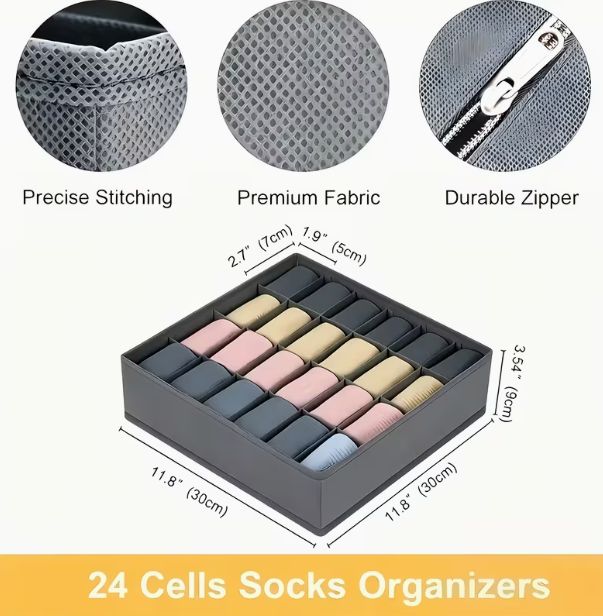 Precise Stitching
Premium Fabric
Durable Zipper
2.7" (7cm)
1.9" (5cm)
3.54" (9cm)
11.8" (30cm)
11.8" (30cm)
24 Cells Socks Organizers